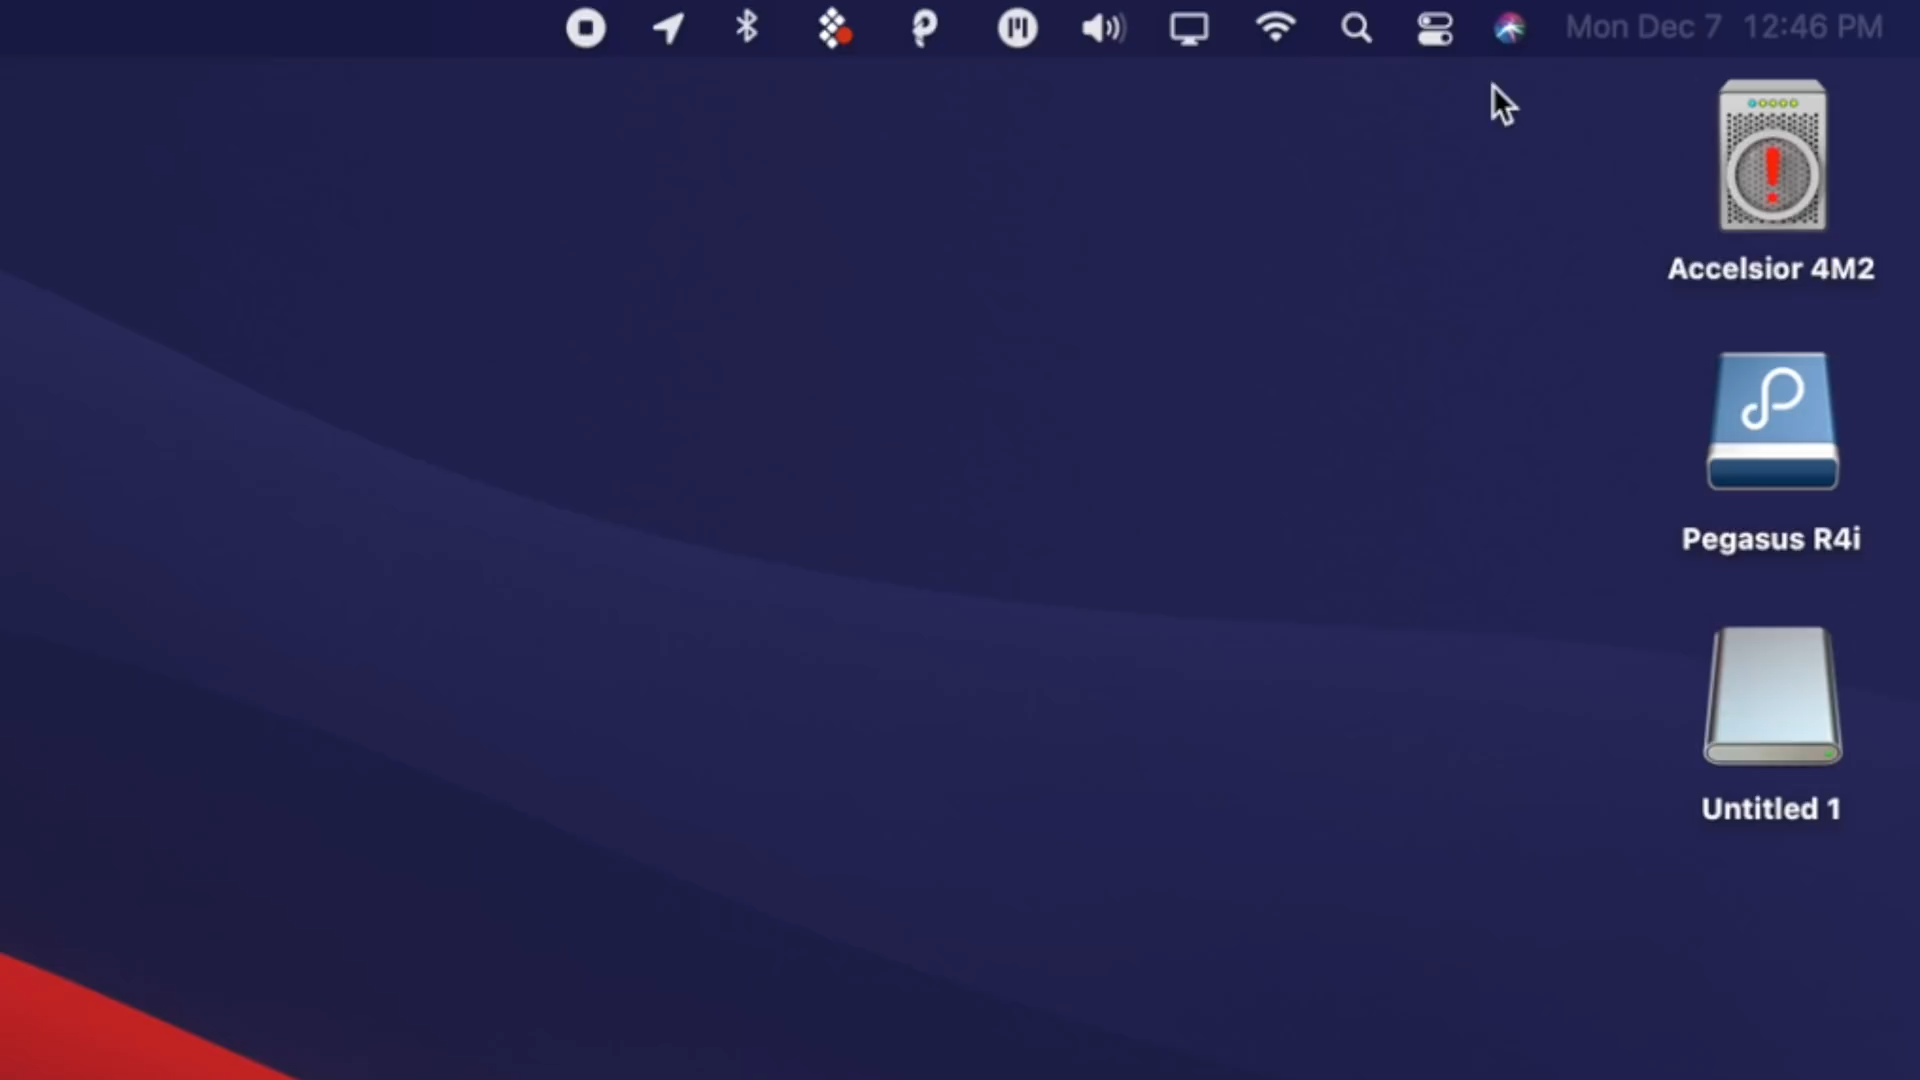 Mon Dec 7 12:46 PM
Accelsior 4M2
Pegasus R4i
Untitled 1